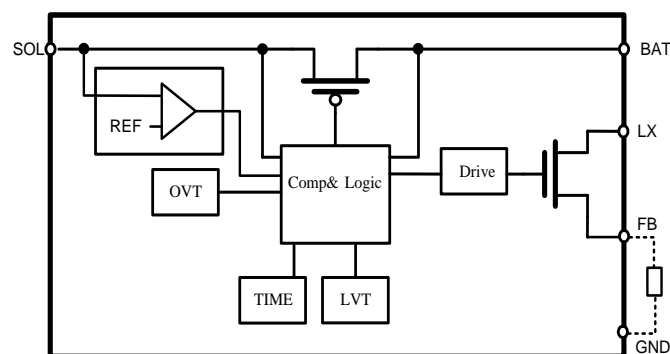 SOL
BAT
REF
LX
Comp& Logic
Drive
OVT
FB
TIME
LVT
GND